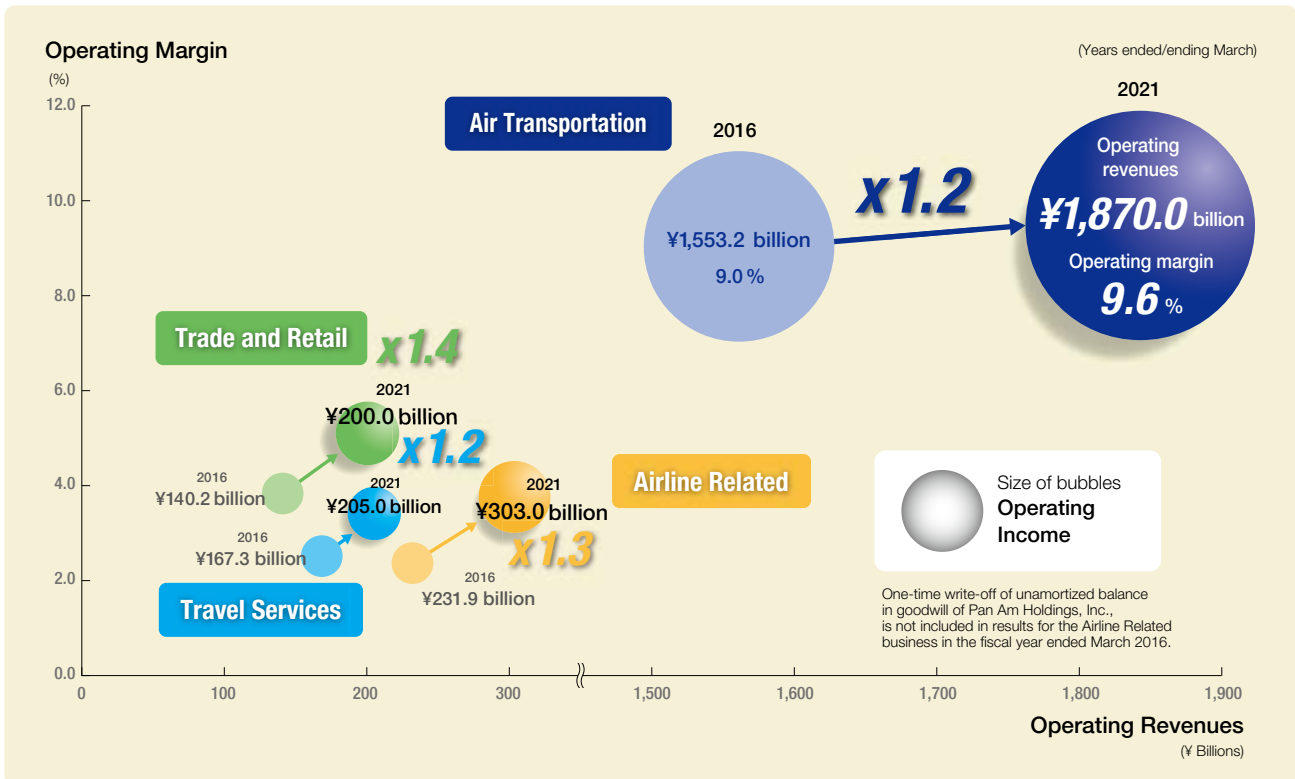 Operating Margin
(%)
(Years ended/ending March)
12.0
10.0
8.0
6.0
4.0
2.0
0.0
Air Transportation
2016
¥1,553.2 billion
9.0 %
x1.2
2021
Operating
revenues
¥1,870.0 billion
Operating margin
9.6 %
Trade and Retail
x1.4
2021
¥200.0 billion
2016
¥140.2 billion
x1.2
2021
¥205.0 billion
2016
¥167.3 billion
Travel Services
Airline Related
2021
¥303.0 billion
x1.3
2016
¥231.9 billion
Size of bubbles
Operating
Income
One-time write-off of unamortized balance
in goodwill of Pan Am Holdings, Inc.,
is not included in results for the Airline Related
business in the fiscal year ended March 2016.
0 100 200 300 1,500 1,600 1,700 1,800 1,900
Operating Revenues
(¥ Billions)